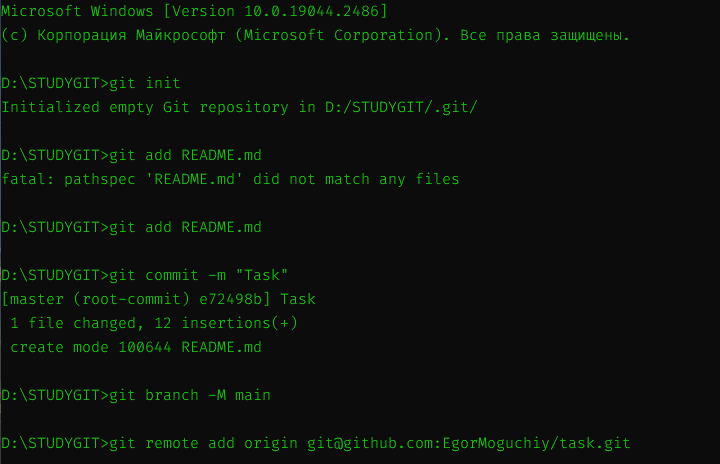 Microsoft Windows [Version 10.0.19044.2486]
(c) Корпорация Майкрософт (Microsoft Corporation). Все права защищены.
D:\STUDYGIT>git init
Initialized empty Git repository in D:/STUDYGIT/.git/
D:\STUDYGIT>git add README.md
fatal: pathspec 'README.md' did not match any files
D:\STUDYGIT>git add README.md
D:\STUDYGIT>git commit -m "Task"
[master (root-commit) e72498b] Task
 1 file changed, 12 insertions(+)
 create mode 100644 README.md
D:\STUDYGIT>git branch -M main
D:\STUDYGIT>git remote add origin git@github.com:EgorMoguchiy/task.git